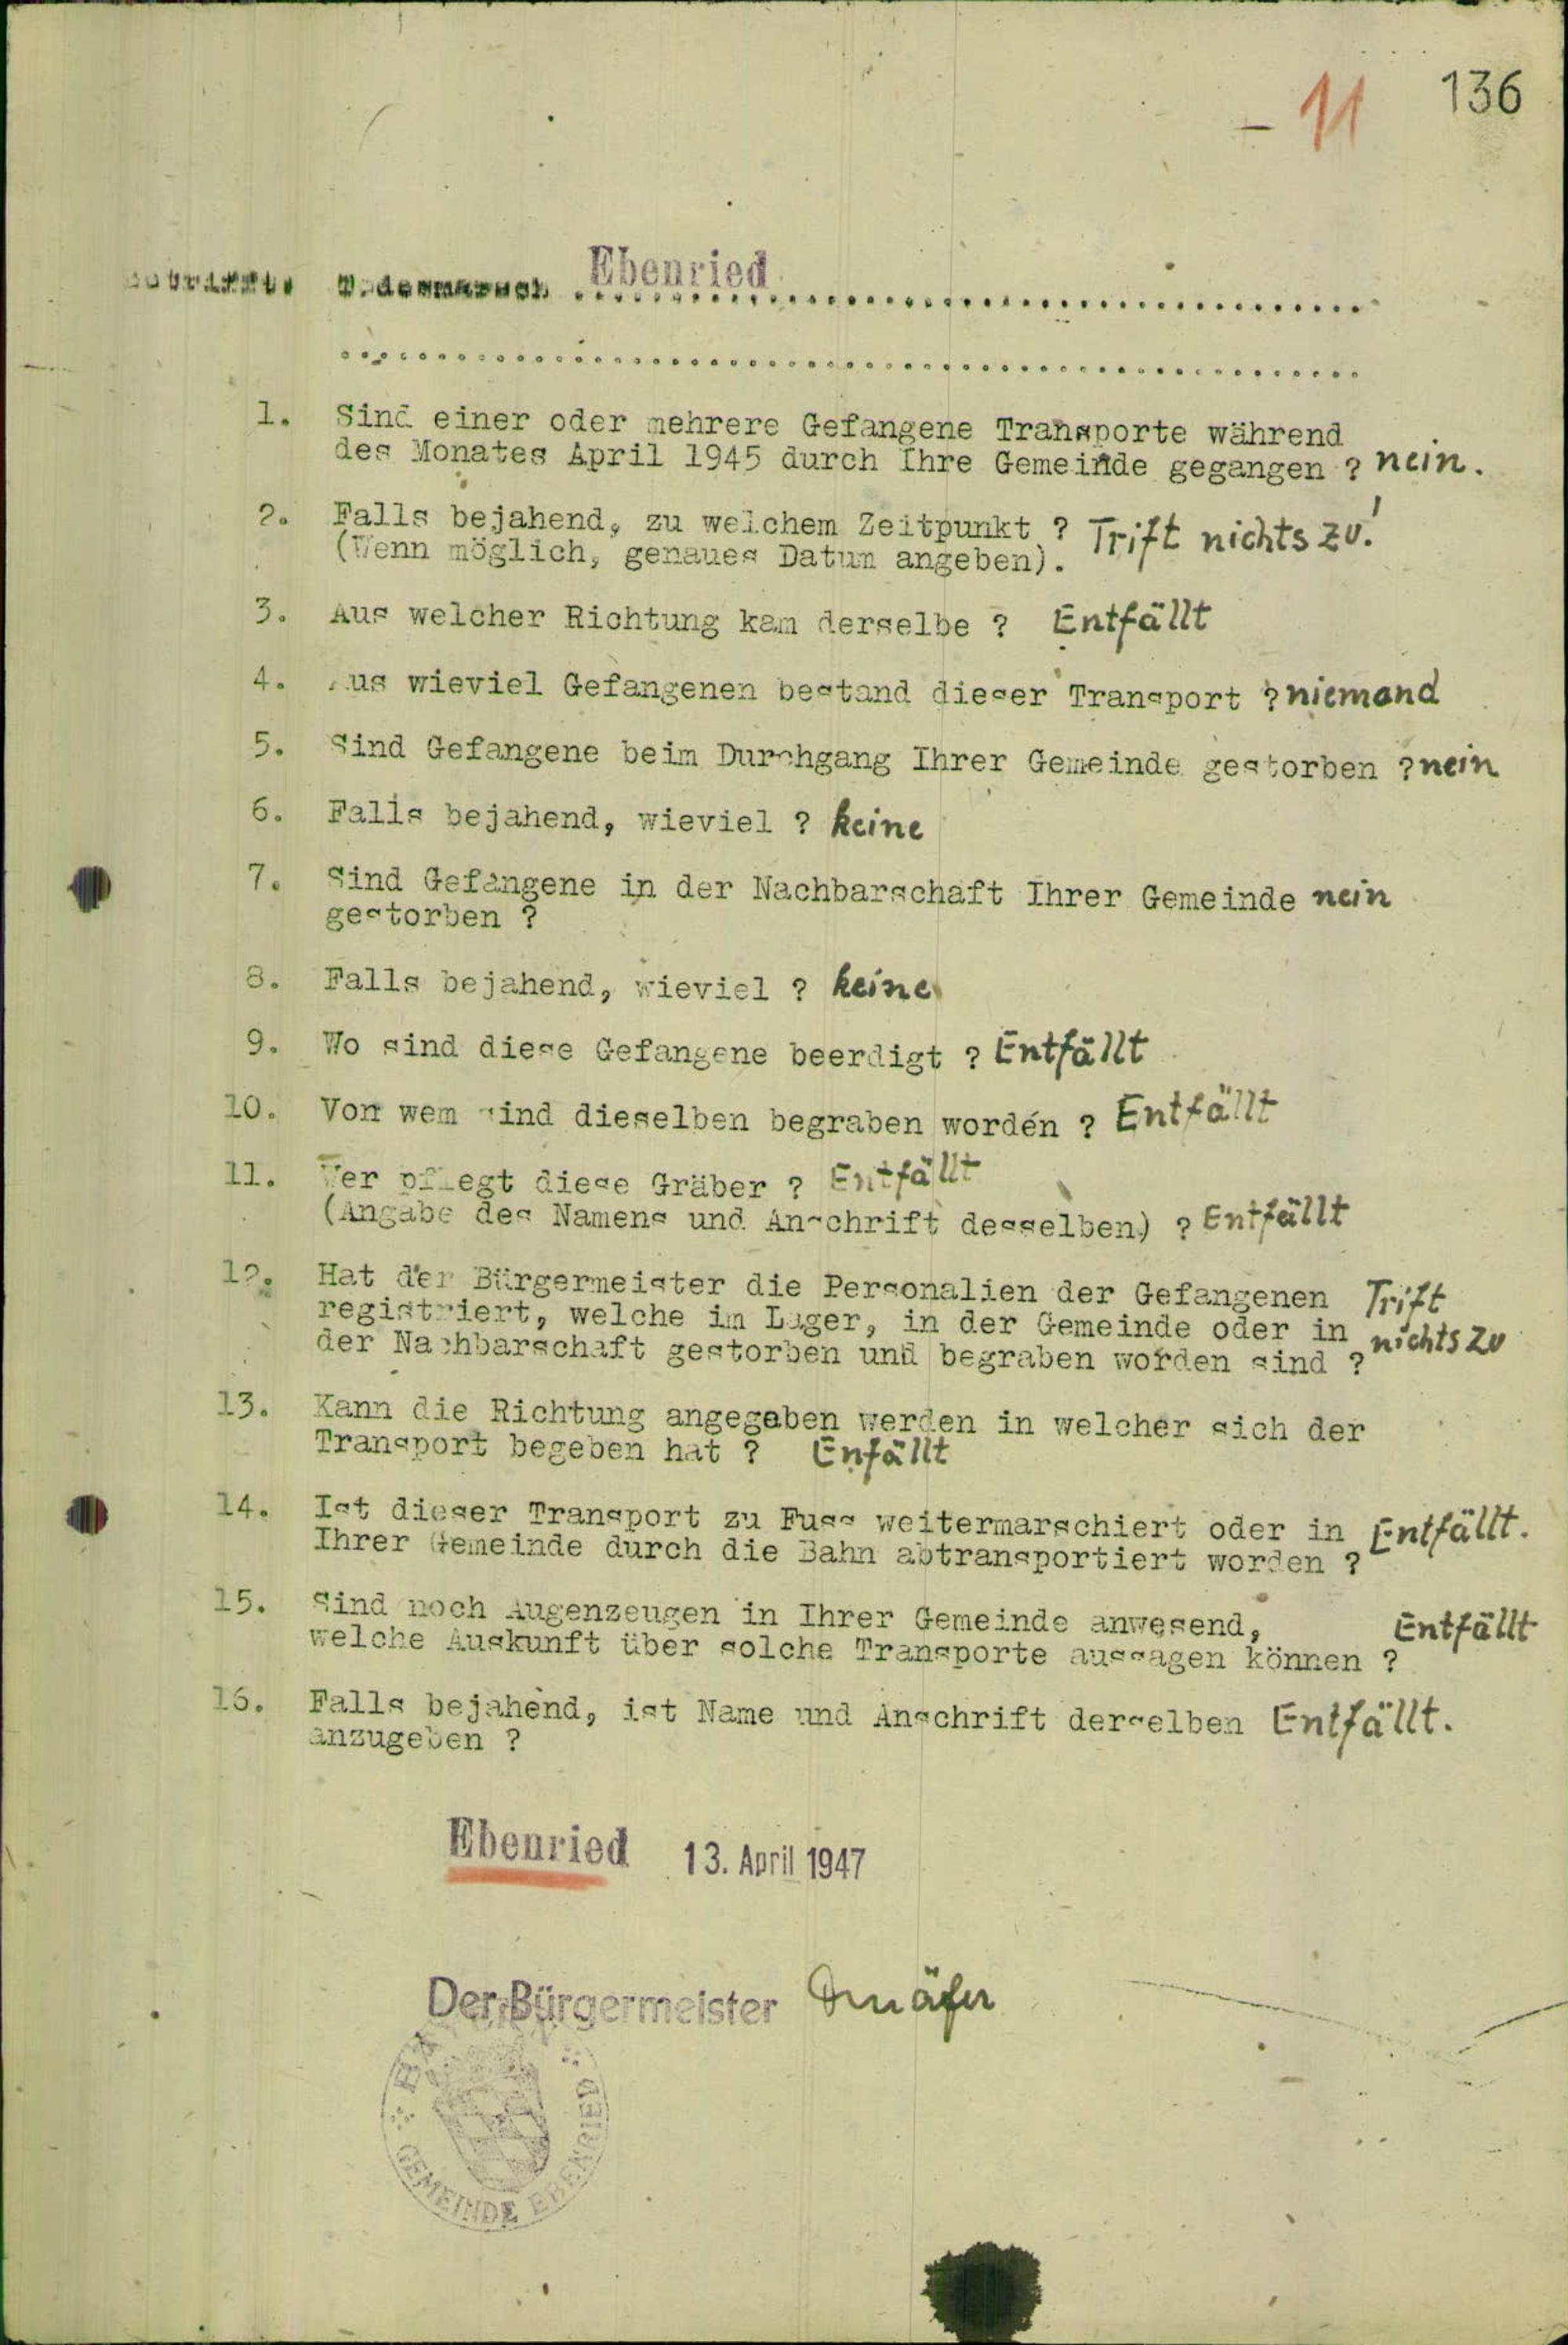 - 11 136
Betrifft: Todesmarsch Ebenried
1. Sind einer oder mehrere Gefangene Transporte während
des Monates April 1945 durch Ihre Gemeinde gegangen ? nein.
2. Falls bejahend, zu welchem Zeitpunkt ? Trift nichts zu!
(Wenn möglich, genaues Datum angeben).
3. Aus welcher Richtung kam derselbe ? Entfällt
4. Aus wieviel Gefangenen bestand dieser Transport ? niemand
5. Sind Gefangene beim Durchgang Ihrer Gemeinde gestorben ? nein
6. Falls bejahend, wieviel ? keine
7. Sind Gefangene in der Nachbarschaft Ihrer Gemeinde nein
gestorben ?
8. Falls bejahend, wieviel ? keine
9. Wo sind diese Gefangene beerdigt ? Entfällt
10. Von wem sind dieselben begraben worden ? Entfällt
11. Wer pflegt diese Gräber ? Entfällt
(Angabe des Namens und Anschrift desselben) ? Entfällt
12. Hat der Bürgermeister die Personalien der Gefangenen Trift
registriert, welche im Lager, in der Gemeinde oder in nichts zu
der Nachbarschaft gestorben und begraben worden sind ?
13. Kann die Richtung angegeben werden in welcher sich der
Transport begeben hat ? Enfällt
14. Ist dieser Transport zu Fuss weitermarschiert oder in Entfällt.
Ihrer Gemeinde durch die Bahn abtransportiert worden ?
15. Sind noch Augenzeugen in Ihrer Gemeinde anwesend, Entfällt
welche Auskunft über solche Transporte aussagen können ?
16. Falls bejahend, ist Name und Anschrift derselben Entfällt.
anzugeben ?
Ebenried 13. April 1947
Der Bürgermeister
GEMEINDE EBENRIED